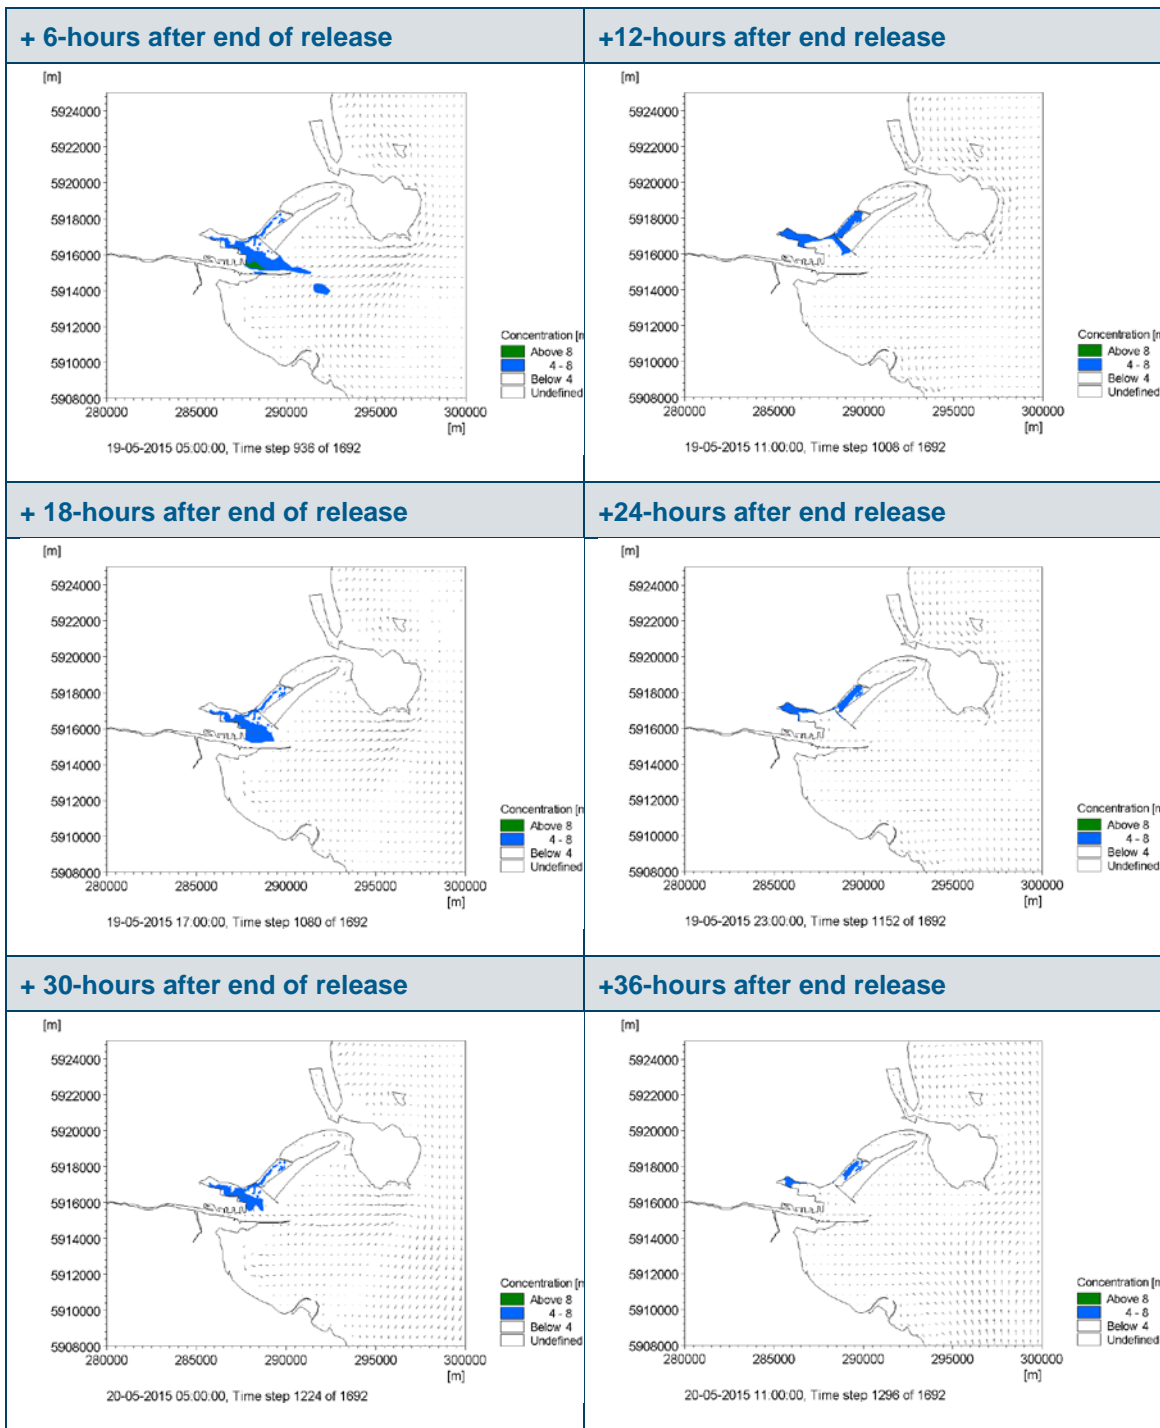 + 6-hours after end of release
+12-hours after end release
[m]
5924000
5922000
5920000
5918000
5916000
5914000
5912000
5910000
5908000
280000 285000 290000 295000 300000
[m]
Concentration [m
Above 8
4 - 8
Below 4
Undefined
19-05-2015 05:00:00, Time step 936 of 1692
[m]
5924000
5922000
5920000
5918000
5916000
5914000
5912000
5910000
5908000
280000 285000 290000 295000 300000
[m]
Concentration [m
Above 8
4 - 8
Below 4
Undefined
19-05-2015 11:00:00, Time step 1008 of 1692
+ 18-hours after end of release
+24-hours after end release
[m]
5924000
5922000
5920000
5918000
5916000
5914000
5912000
5910000
5908000
280000 285000 290000 295000 300000
[m]
Concentration [m
Above 8
4 - 8
Below 4
Undefined
19-05-2015 17:00:00, Time step 1080 of 1692
[m]
5924000
5922000
5920000
5918000
5916000
5914000
5912000
5910000
5908000
280000 285000 290000 295000 300000
[m]
Concentration [m
Above 8
4 - 8
Below 4
Undefined
19-05-2015 23:00:00, Time step 1152 of 1692
+ 30-hours after end of release
+36-hours after end release
[m]
5924000
5922000
5920000
5918000
5916000
5914000
5912000
5910000
5908000
280000 285000 290000 295000 300000
[m]
Concentration [m
Above 8
4 - 8
Below 4
Undefined
20-05-2015 05:00:00, Time step 1224 of 1692
[m]
5924000
5922000
5920000
5918000
5916000
5914000
5912000
5910000
5908000
280000 285000 290000 295000 300000
[m]
Concentration [m
Above 8
4 - 8
Below 4
Undefined
20-05-2015 11:00:00, Time step 1296 of 1692